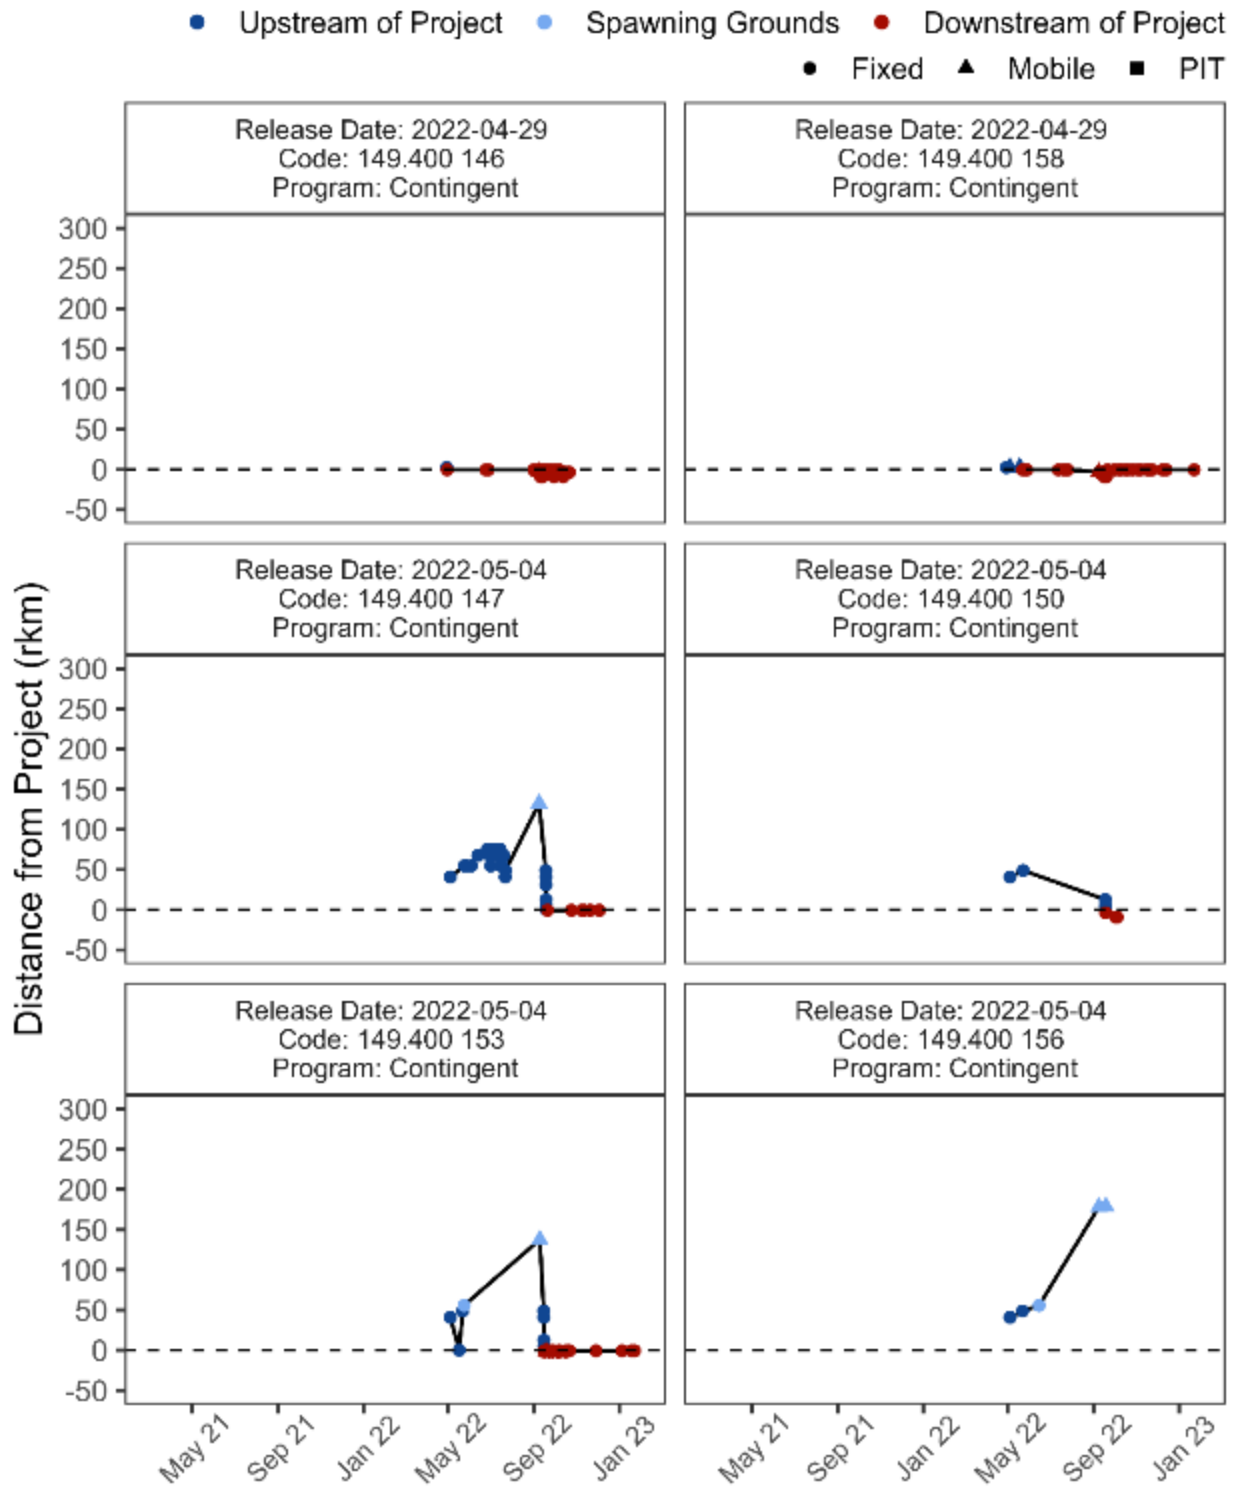 Upstream of Project Spawning Grounds Downstream of Project
Fixed Mobile PIT
Release Date: 2022-04-29
Code: 149.400 146
Program: Contingent
Release Date: 2022-04-29
Code: 149.400 158
Program: Contingent
300
250
200
150
100
50
0
-50
Release Date: 2022-05-04
Code: 149.400 147
Program: Contingent
Release Date: 2022-05-04
Code: 149.400 150
Program: Contingent
300
250
200
150
100
50
0
-50
Distance from Project (rkm)
Release Date: 2022-05-04
Code: 149.400 153
Program: Contingent
Release Date: 2022-05-04
Code: 149.400 156
Program: Contingent
300
250
200
150
100
50
0
-50
May 21 Sep 21 Jan 22 May 22 Sep 22 Jan 23
May 21 Sep 21 Jan 22 May 22 Sep 22 Jan 23